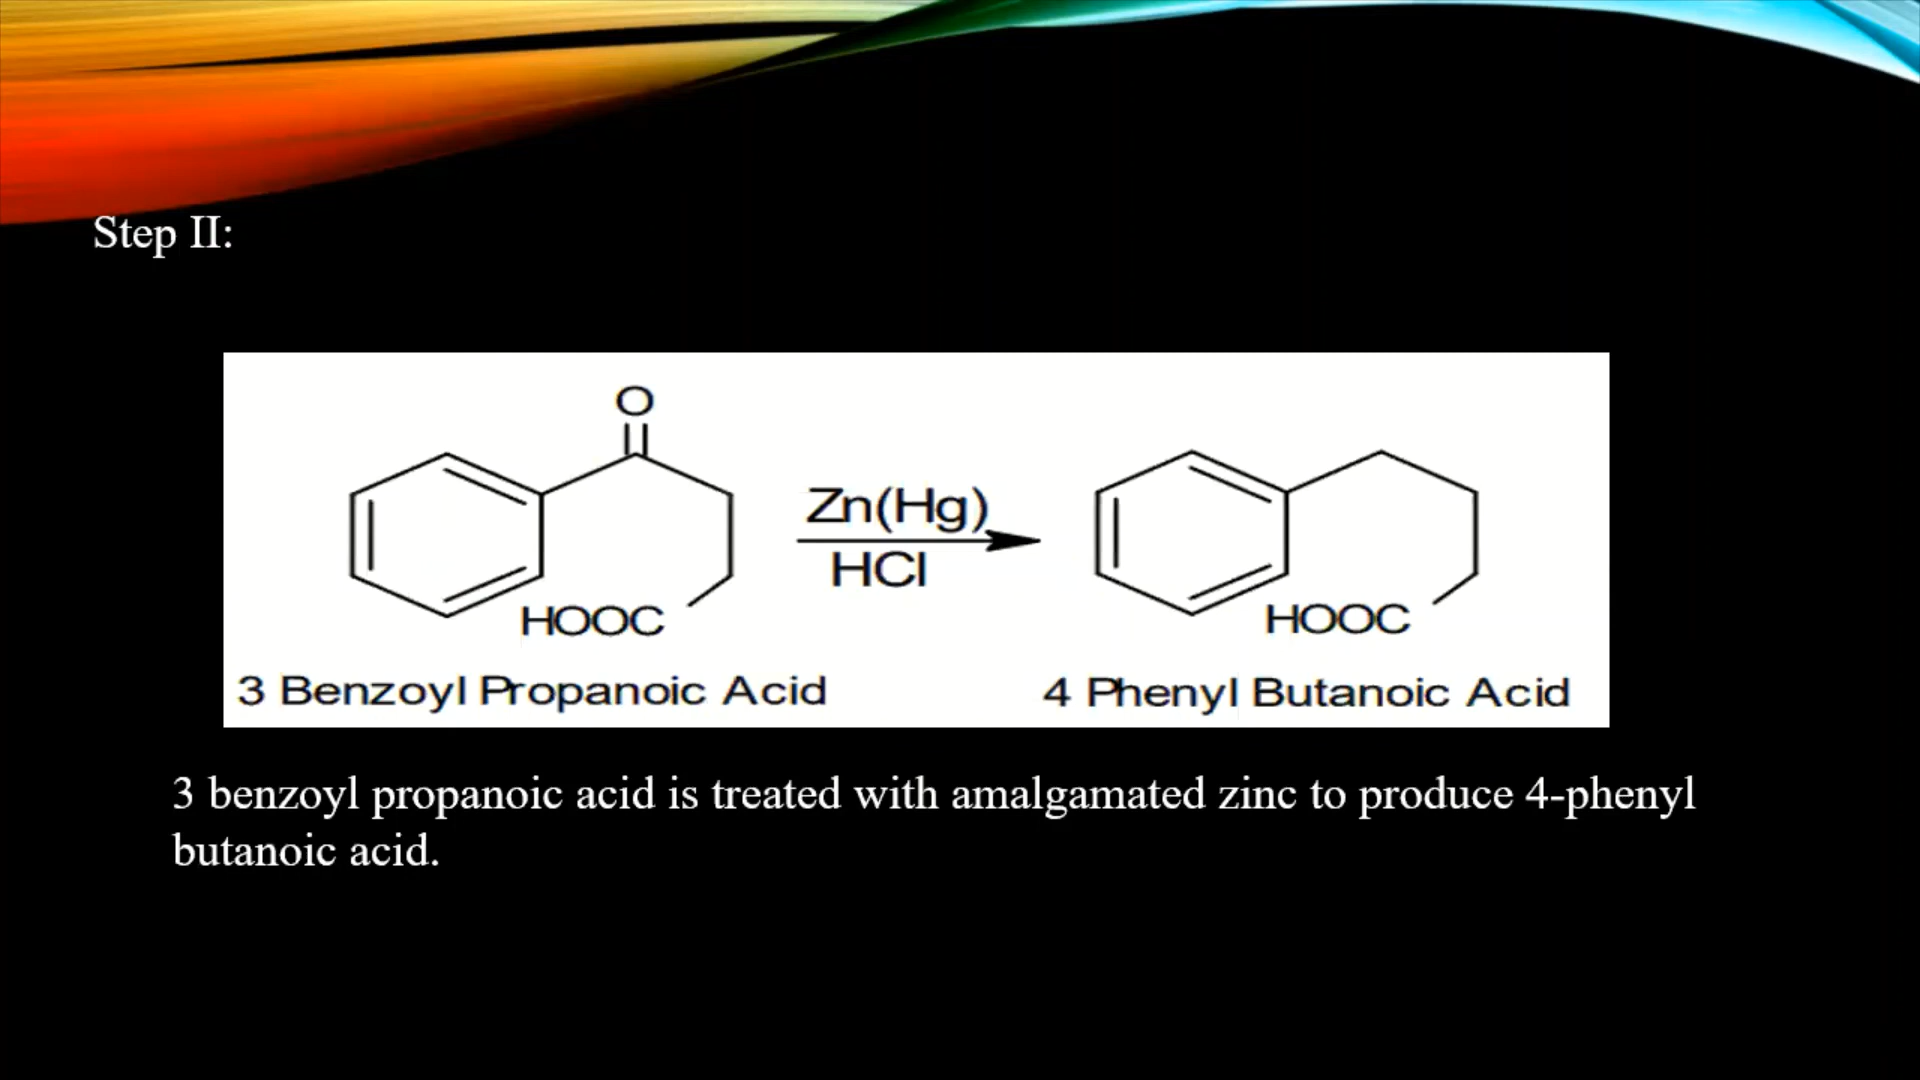 Step II:
O
Zn(Hg)
HCl
HOOC
HOOC
3 Benzoyl Propanoic Acid
4 Phenyl Butanoic Acid
3 benzoyl propanoic acid is treated with amalgamated zinc to produce 4-phenyl
butanoic acid.